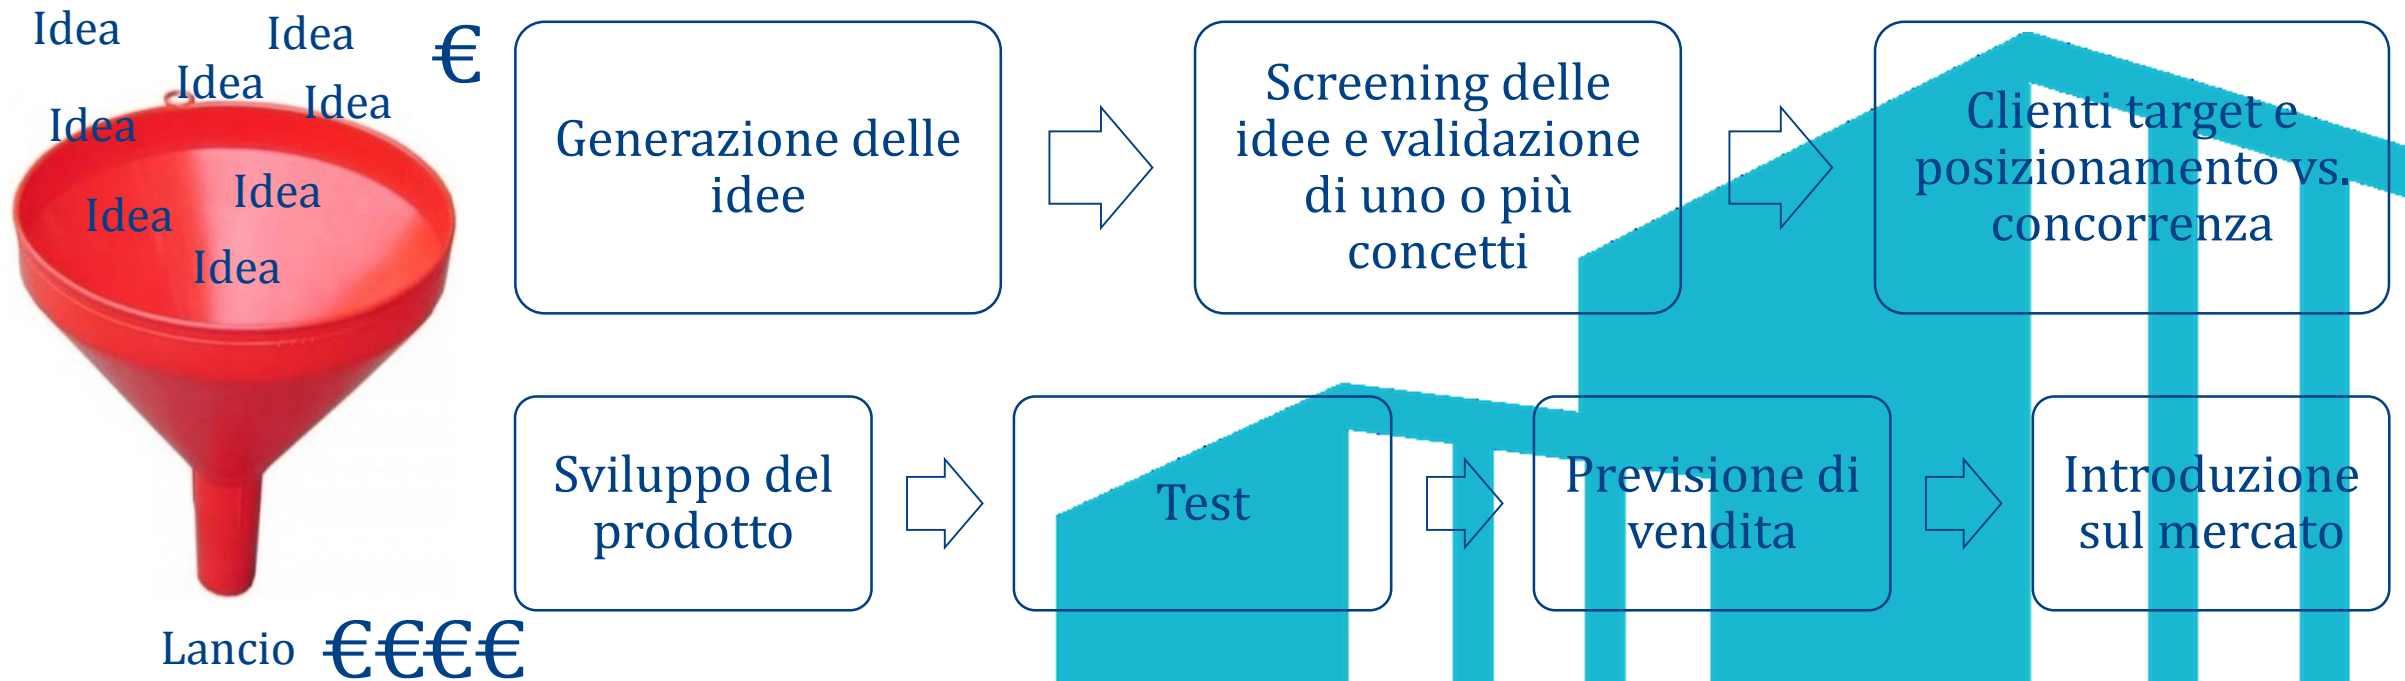 Idea
Idea
€
Idea
Idea
Idea
Idea
Idea
Idea
Lancio €€€€
Generazione delle
idee
Screening delle
idee e validazione
di uno o più
concetti
Clienti target e
posizionamento vs.
concorrenza
Sviluppo del
prodotto
Test
Previsione di
vendita
Introduzione
sul mercato